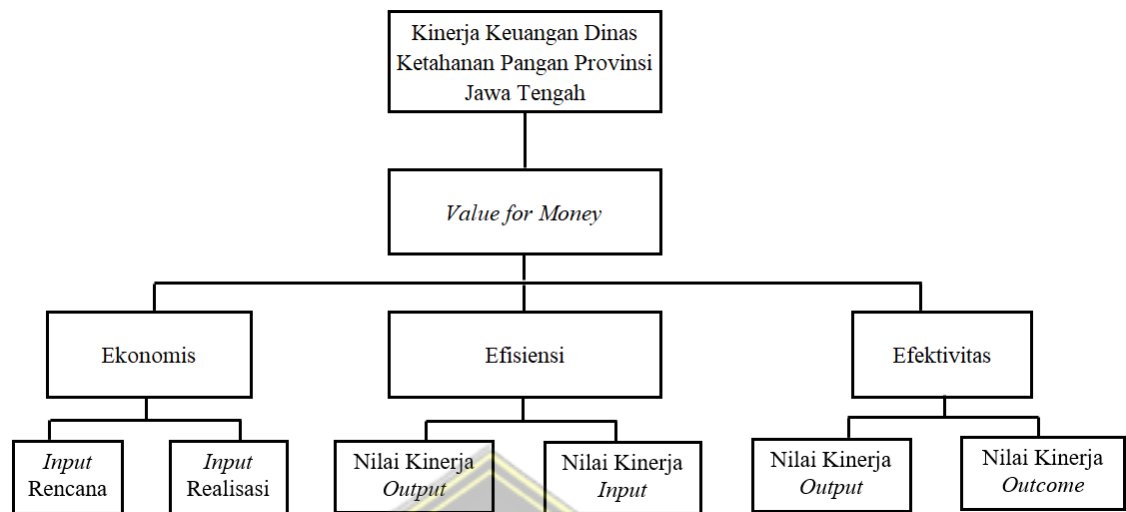 Kinerja Keuangan Dinas
Ketahanan Pangan Provinsi
Jawa Tengah
Value for Money
Ekonomis
Efisiensi
Efektivitas
Input
Rencana
Input
Realisasi
Nilai Kinerja
Output
Nilai Kinerja
Input
Nilai Kinerja
Output
Nilai Kinerja
Outcome